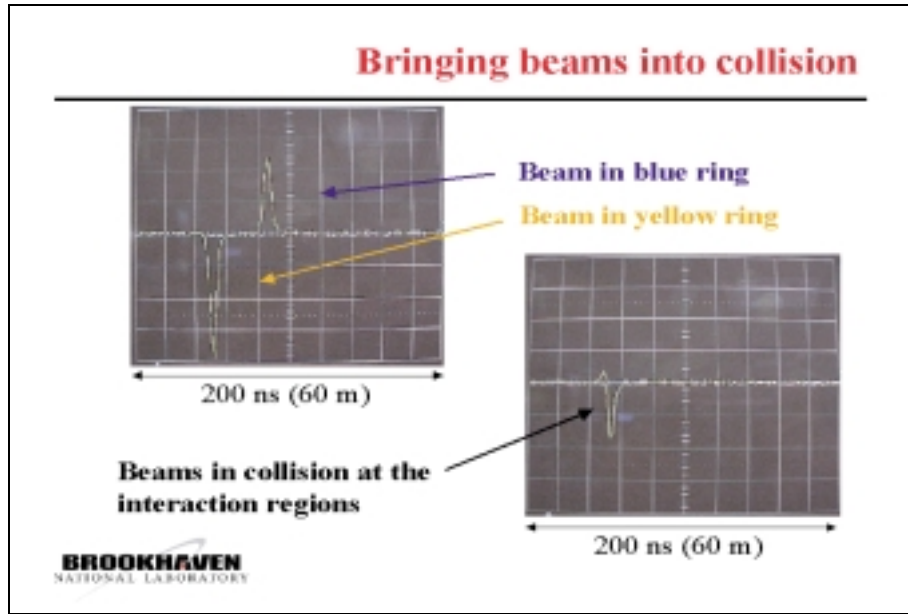 Bringing beams into collision
Beam in blue ring
Beam in yellow ring
200 ns (60 m)
Beams in collision at the
interaction regions
200 ns (60 m)
BROOKHAVEN
NATIONAL LABORATORY